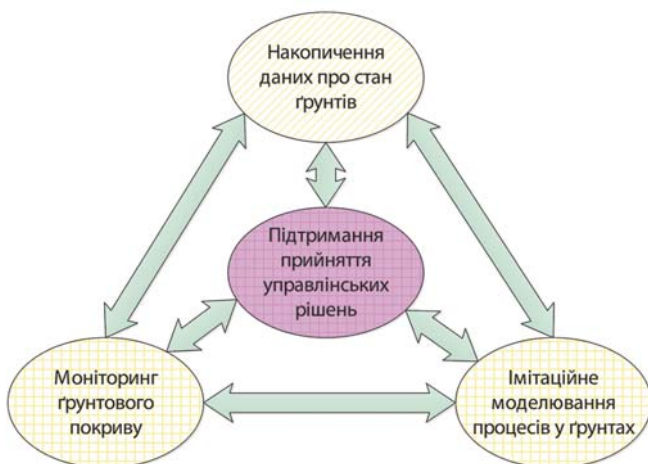 Накопичення
даних про стан
ґрунтів
Підтримання
прийняття
управлінських
рішень
Моніторинг
ґрунтового
покриву
Імітаційне
моделювання
процесів у ґрунтах